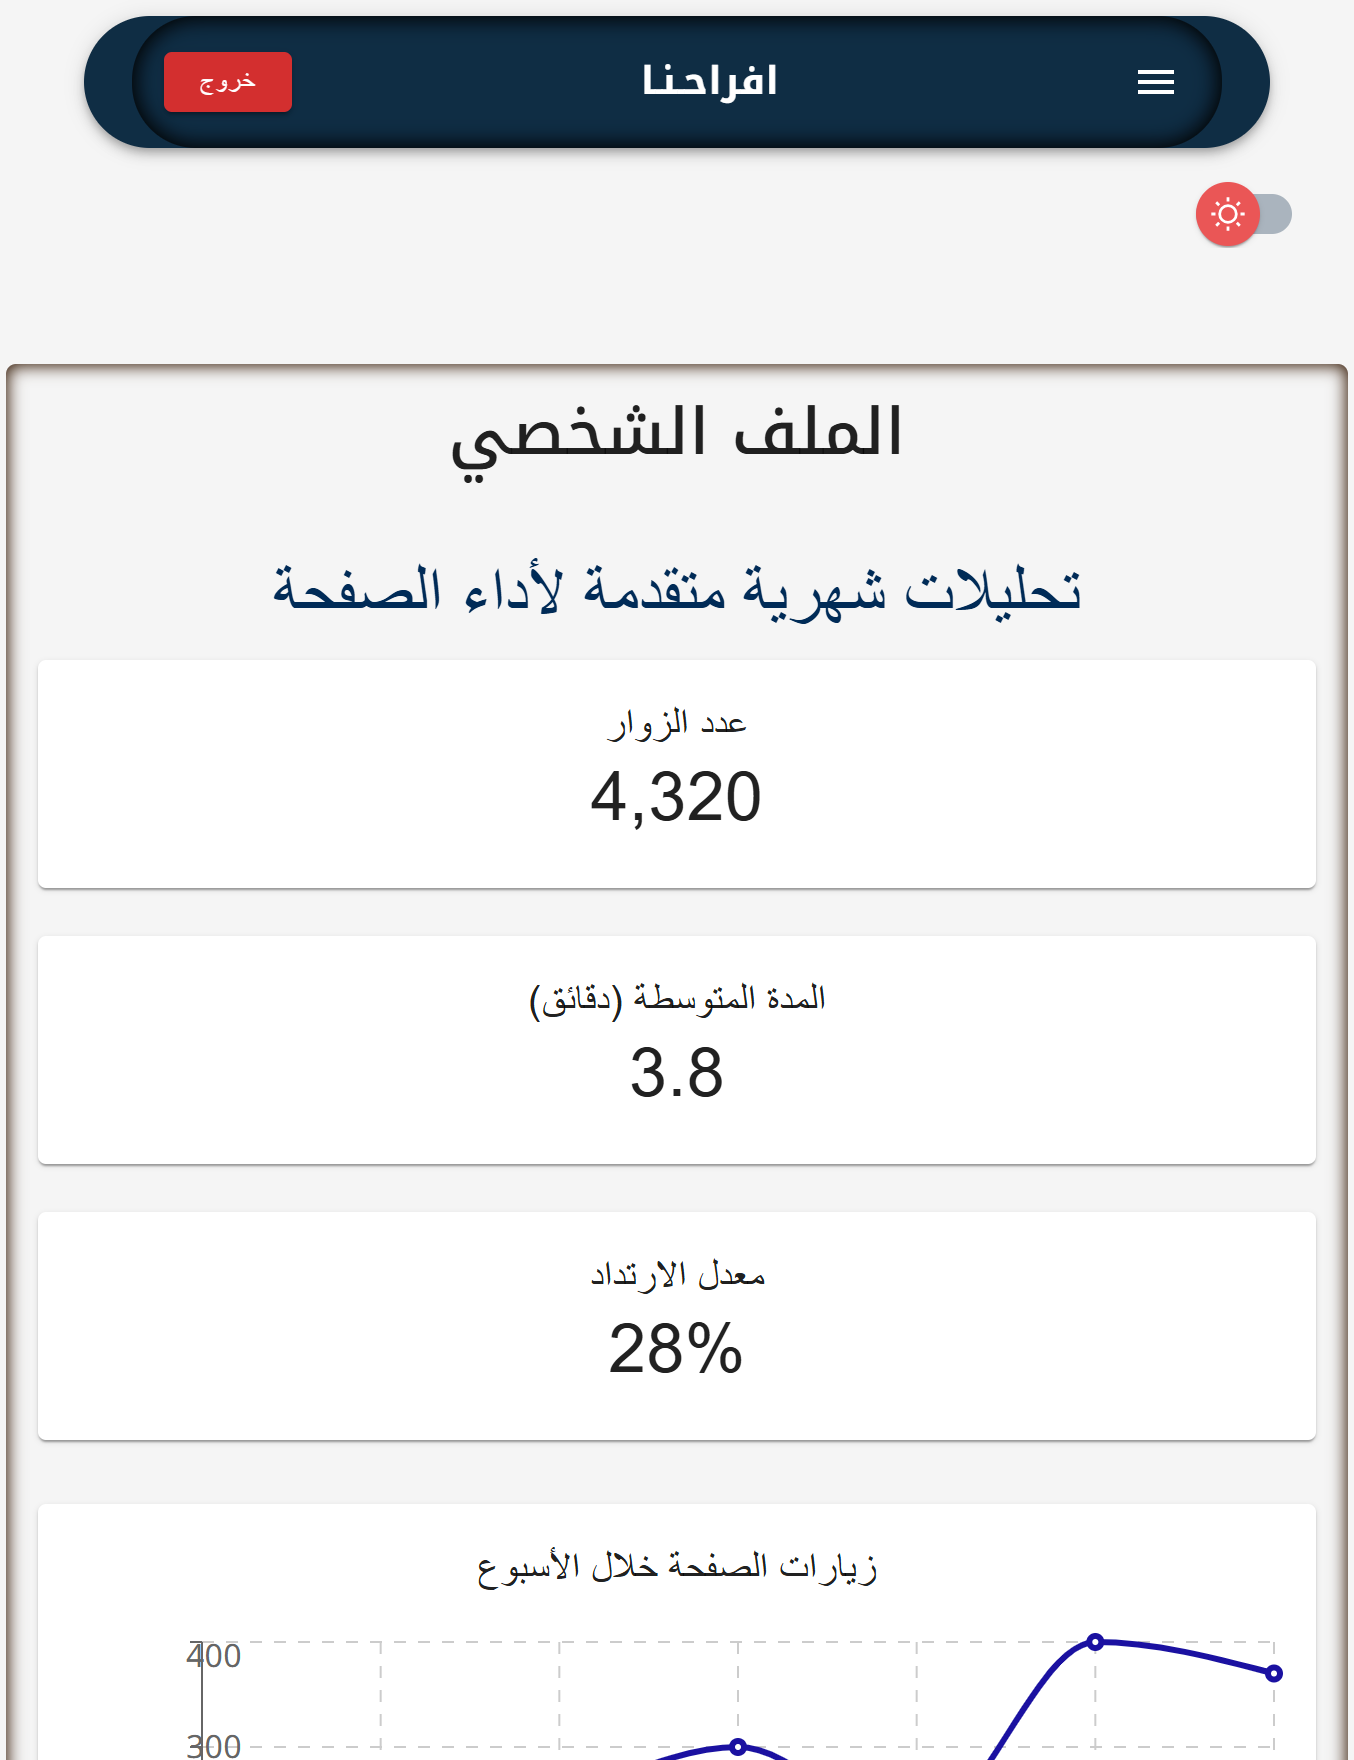 افراحنا
خروج
الملف الشخصي
تحليلات شهرية متقدمة لأداء الصفحة
عدد الزوار
4,320
المدة المتوسطة (دقائق)
3.8
معدل الارتداد
28%
زيارات الصفحة خلال الأسبوع
400
300